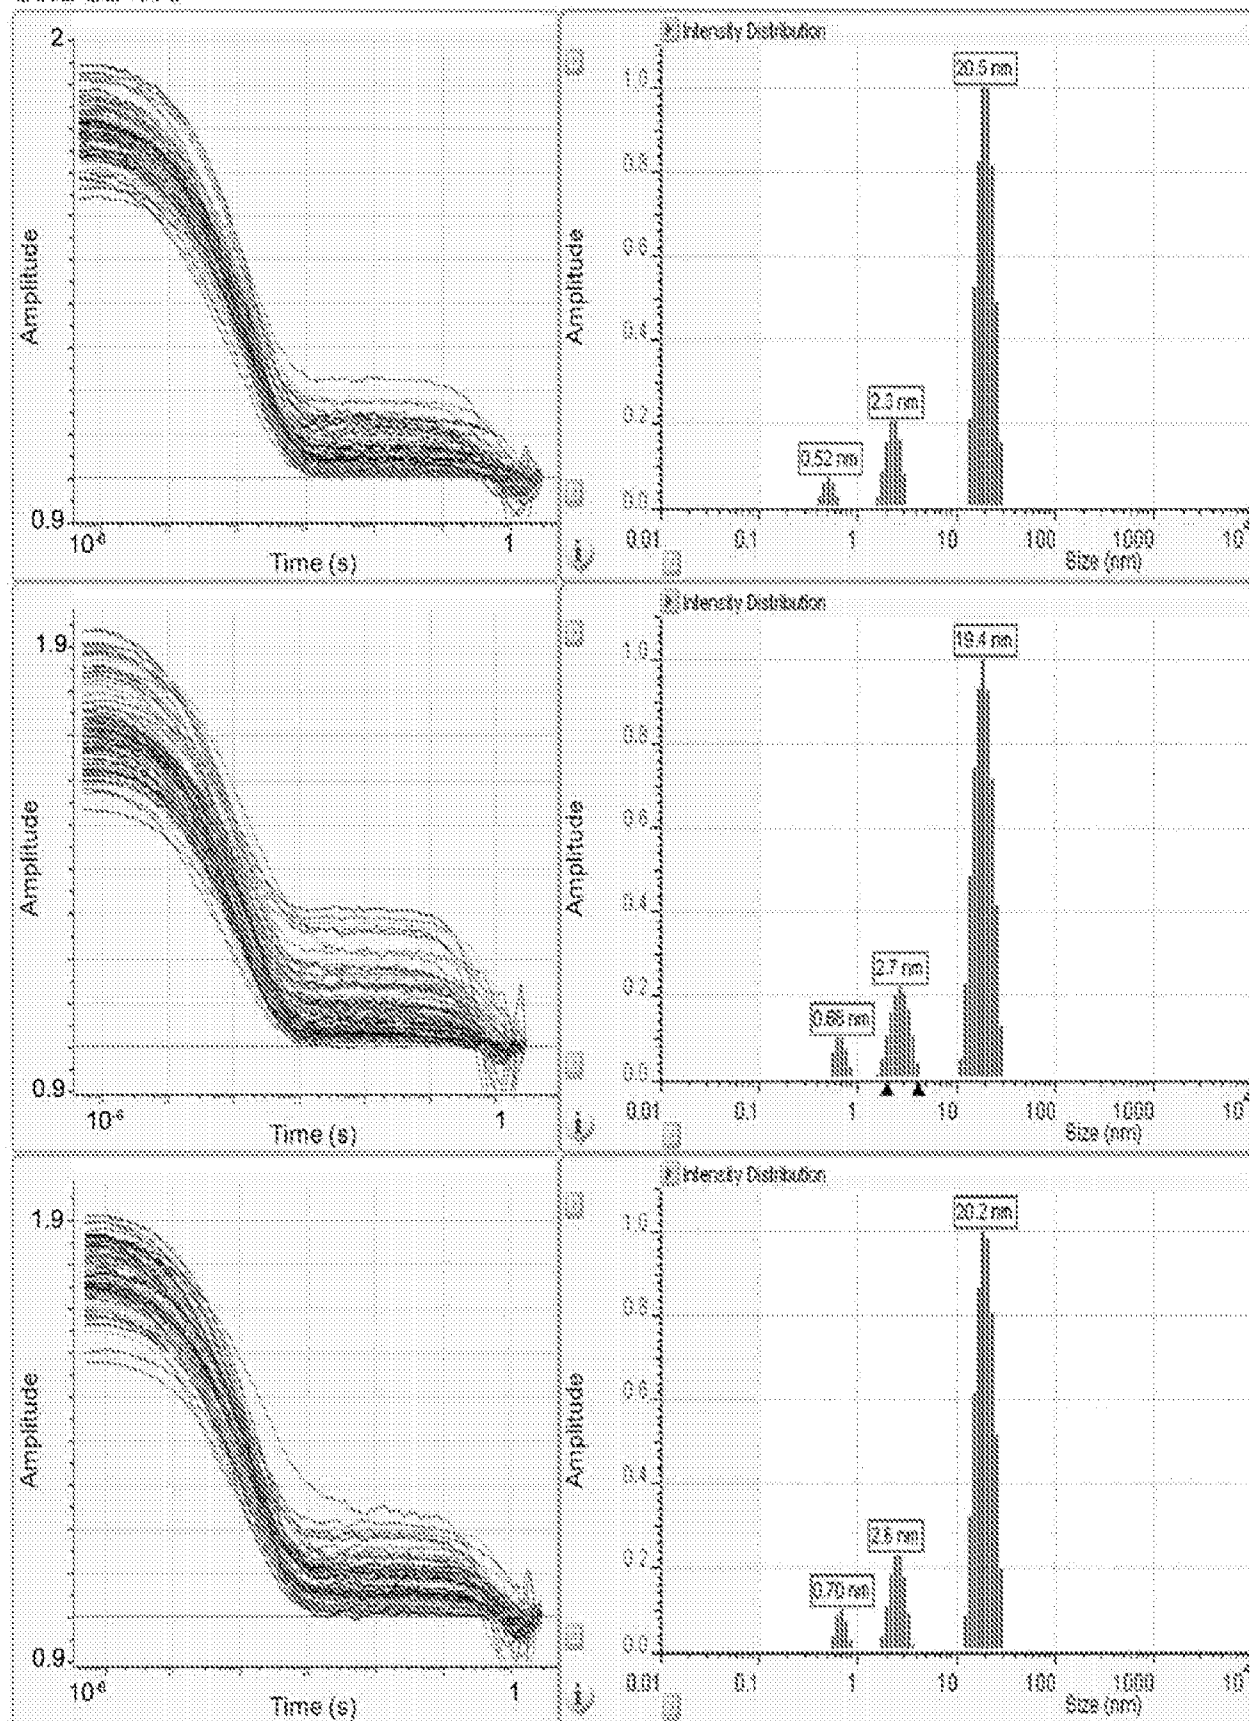 2
Amplitude
0.9
10⁻⁶
1
Time (s)
Intensity Distribution
1.0
0.8
0.6
0.4
0.2
0.0
Amplitude
20.5 nm
2.3 nm
0.52 nm
0.01 0.1 1 10 100 1000
Size (nm)
1.9
Amplitude
0.9
10⁻⁶
1
Time (s)
Intensity Distribution
1.0
0.8
0.6
0.4
0.2
0.0
Amplitude
19.4 nm
2.7 nm
0.01 0.1 1 10 100 1000
Size (nm)
1.9
Amplitude
0.9
10⁻⁶
1
Time (s)
Intensity Distribution
1.0
0.8
0.6
0.4
0.2
0.0
Amplitude
20.2 nm
0.70 nm
0.01 0.1 1 10 100 1000
Size (nm)